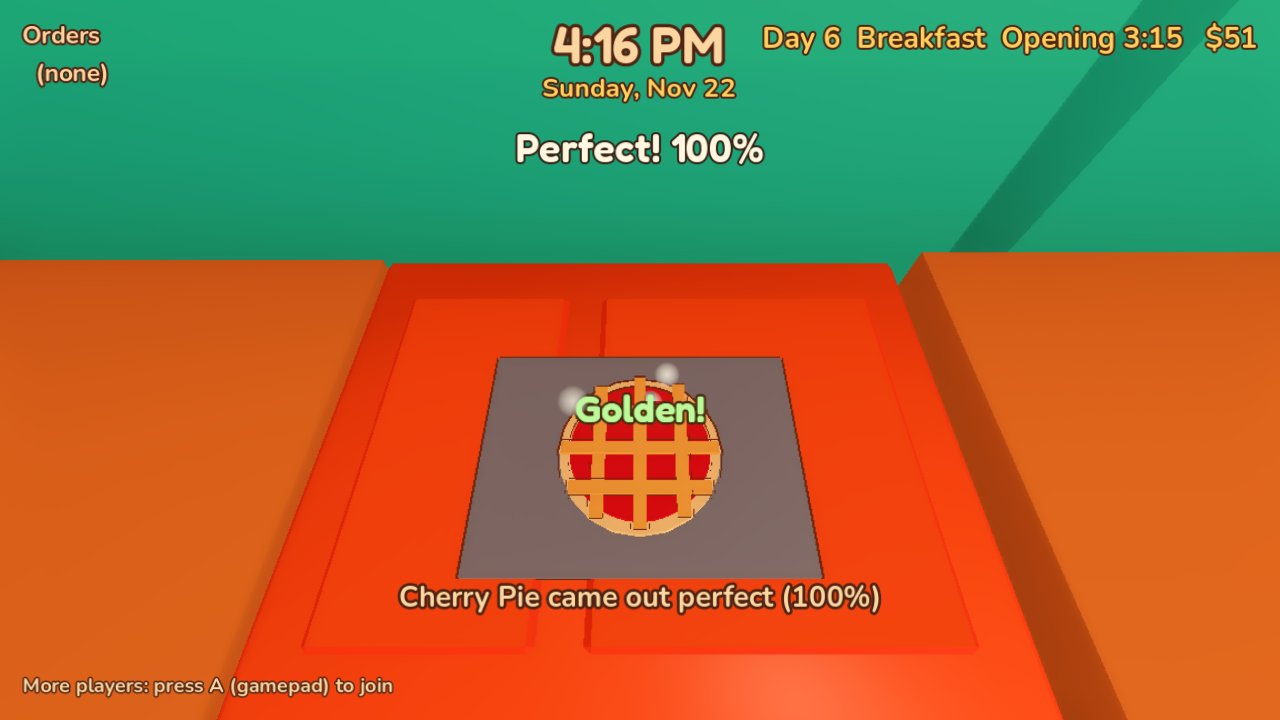 Orders
(none)
4:16 PM
Sunday, Nov 22
Day 6 Breakfast Opening 3:15 $51
Perfect! 100%
Golden!
Cherry Pie came out perfect (100%)
More players: press A (gamepad) to join